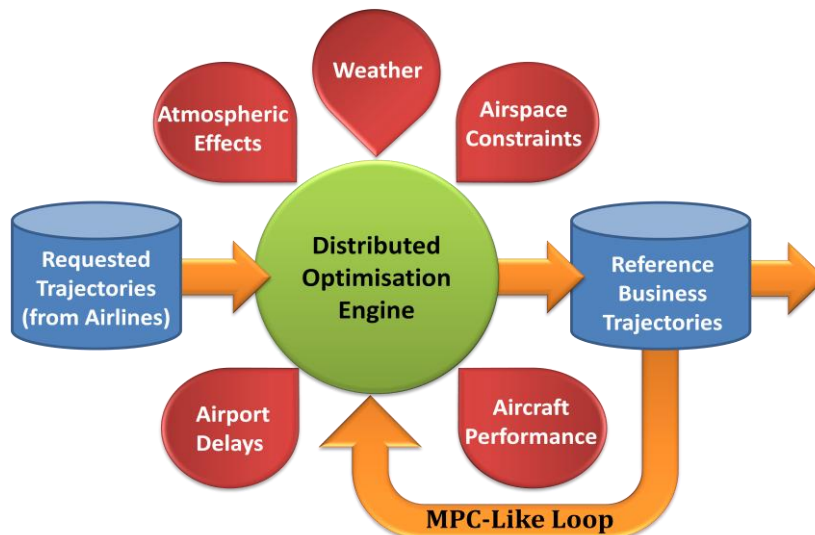 Weather
Atmospheric
Effects
Airspace
Constraints
Requested
Trajectories
(from Airlines)
Distributed
Optimisation
Engine
Reference
Business
Trajectories
Airport
Delays
Aircraft
Performance
MPC-Like Loop